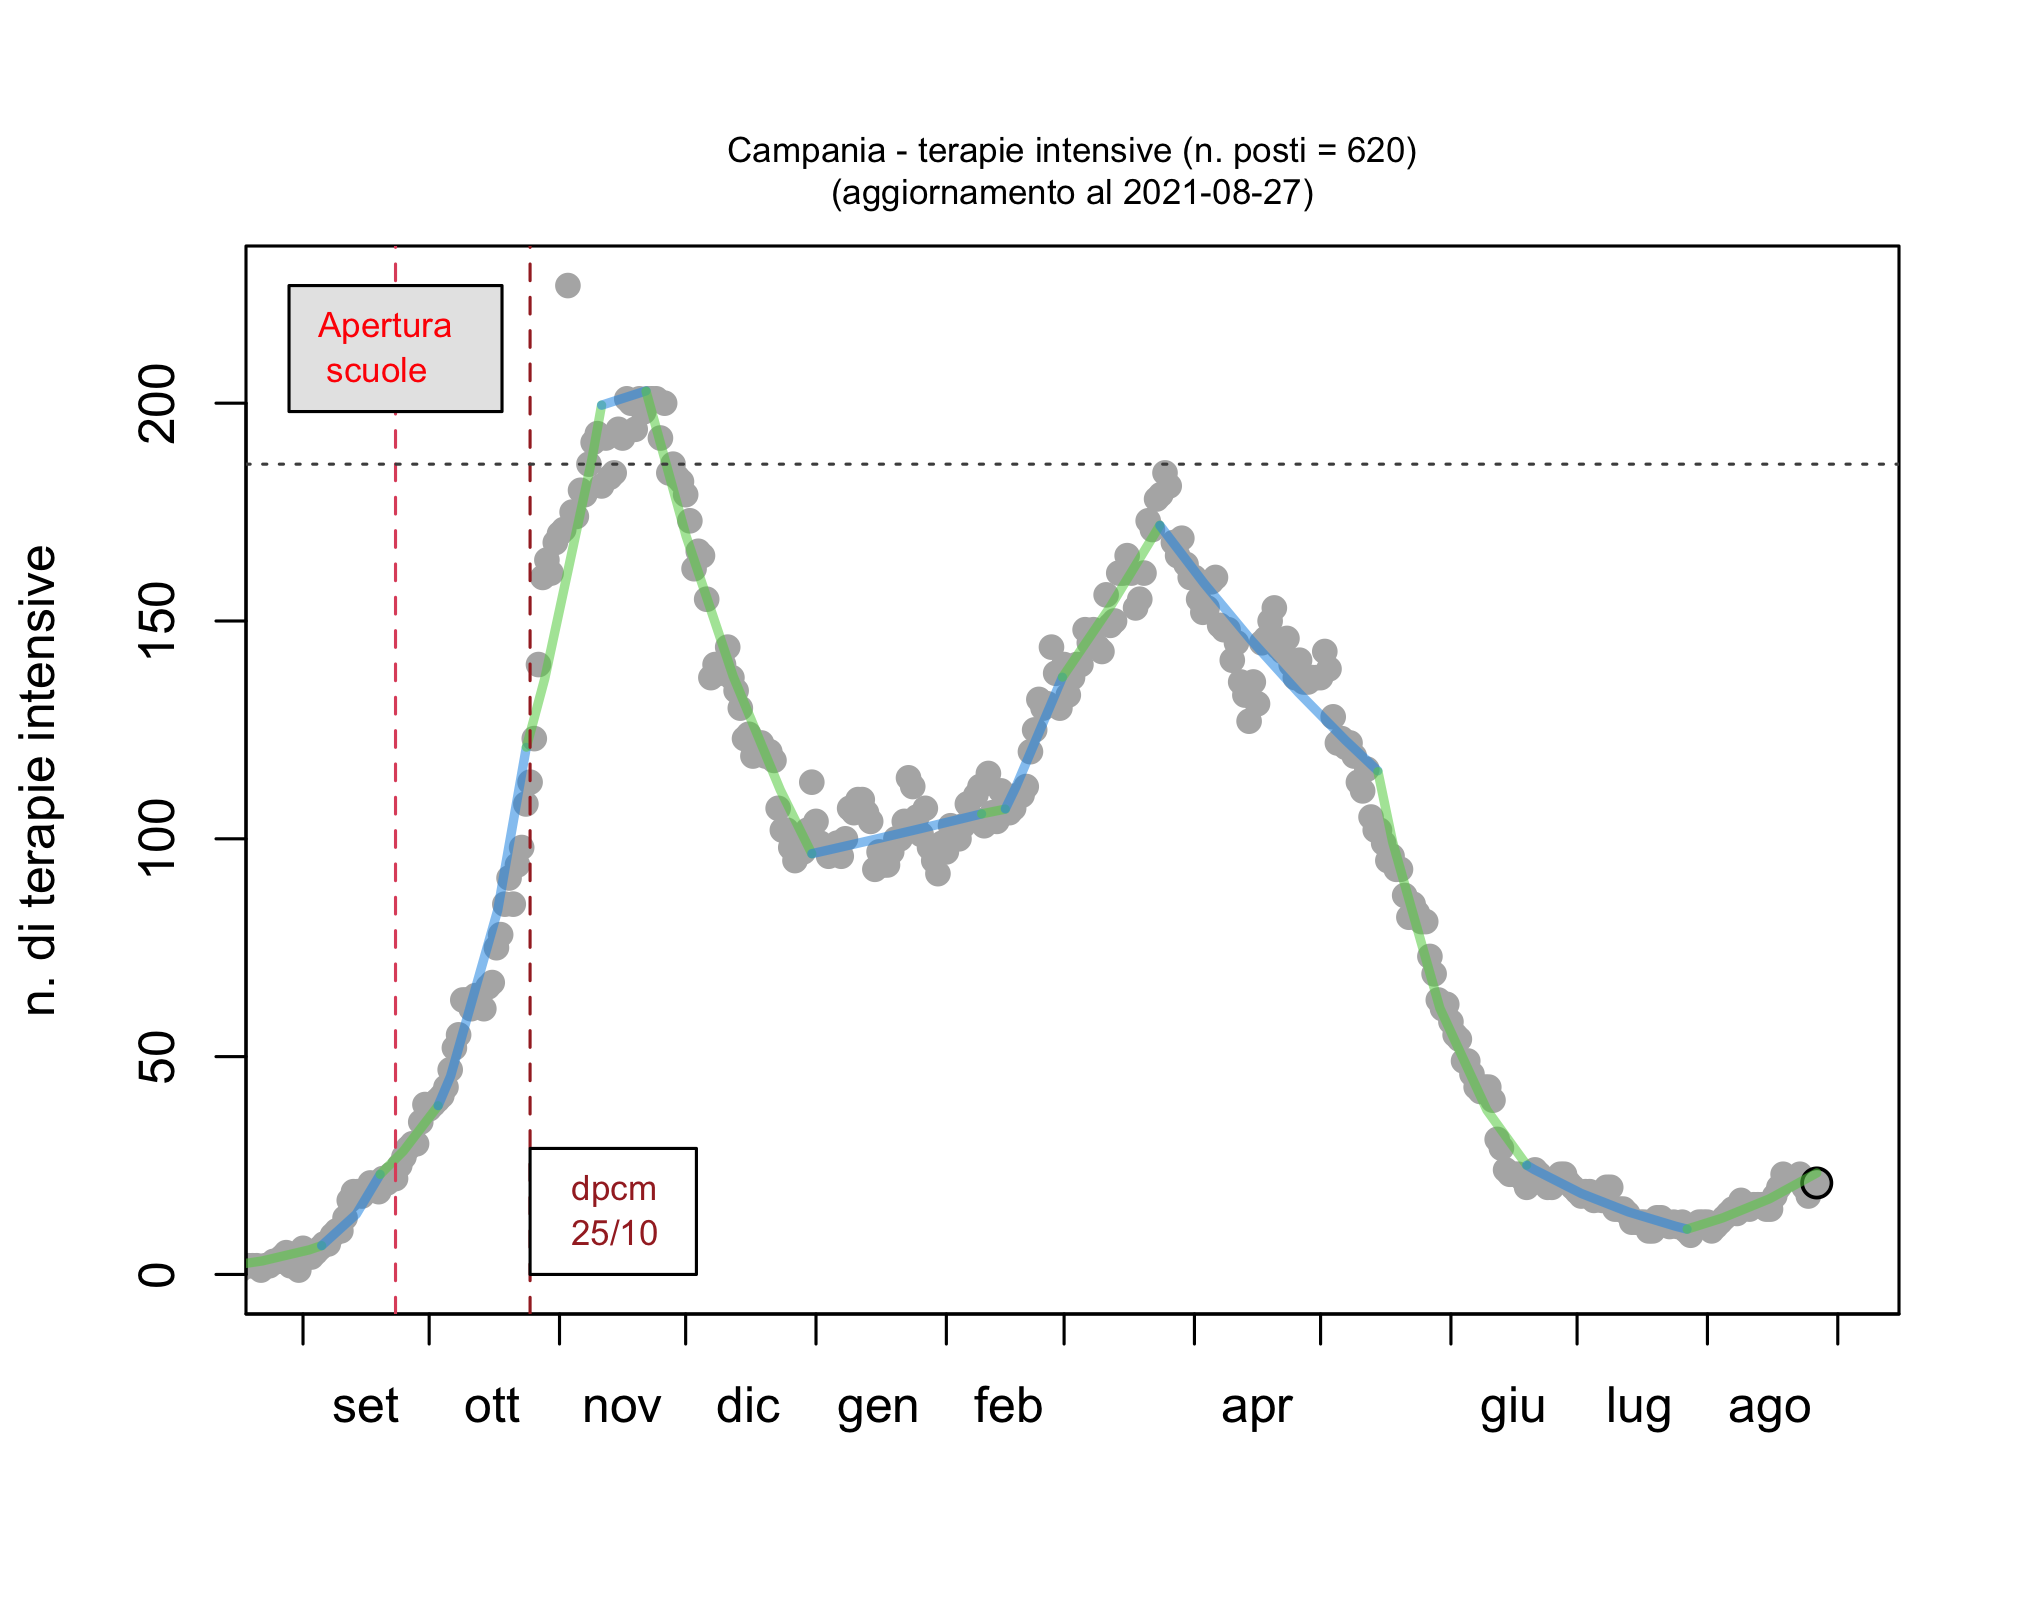 Campania - terapie intensive (n. posti = 620)
(aggiornamento al 2021-08-27)
Apertura
scuole
n. di terapie intensive
200
150
100
50
0
dpcm
25/10
set ott nov dic gen feb apr giu lug ago